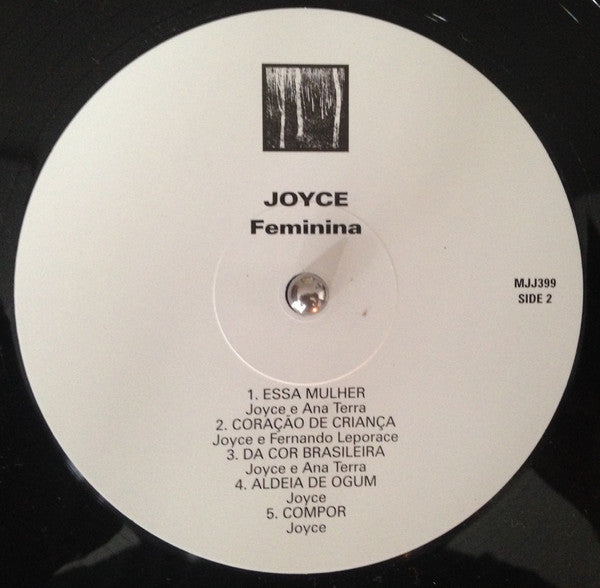 JOYCE
Feminina
MJJ399
SIDE 2
1. ESSA MULHER
Joyce e Ana Terra
2. CORAÇÃO DE CRIANÇA
Joyce e Fernando Leporace
3. DA COR BRASILEIRA
Joyce e Ana Terra
4. ALDEIA DE OGUM
Joyce
5. COMPOR
Joyce